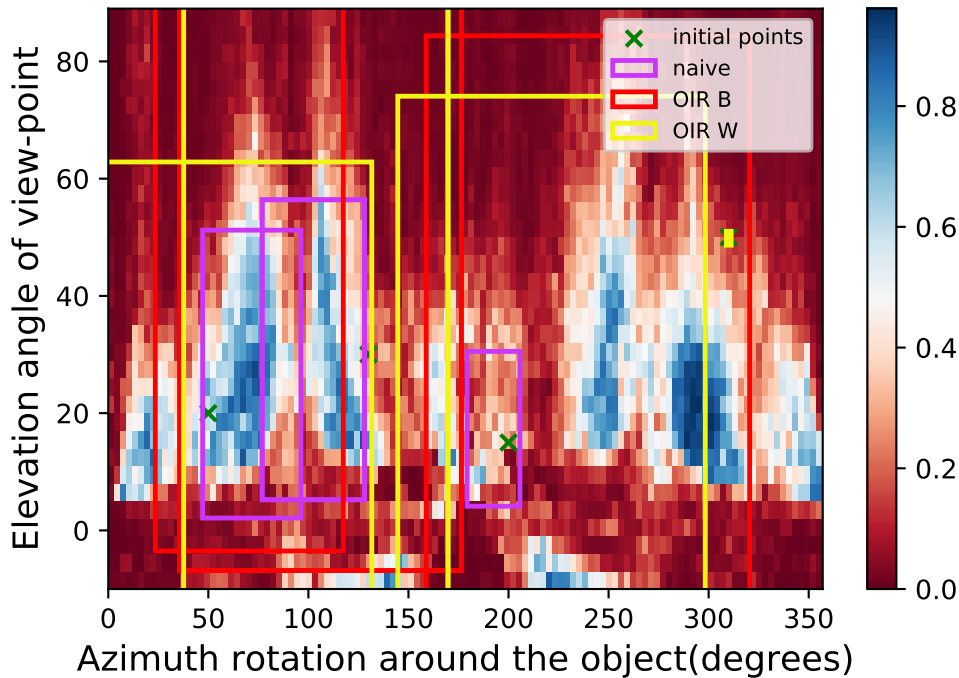 initial points
naive
OIR B
OIR W
Elevation angle of view-point
80
60
40
20
0
0 50 100 150 200 250 300 350
Azimuth rotation around the object(degrees)
0.8
0.6
0.4
0.2
0.0